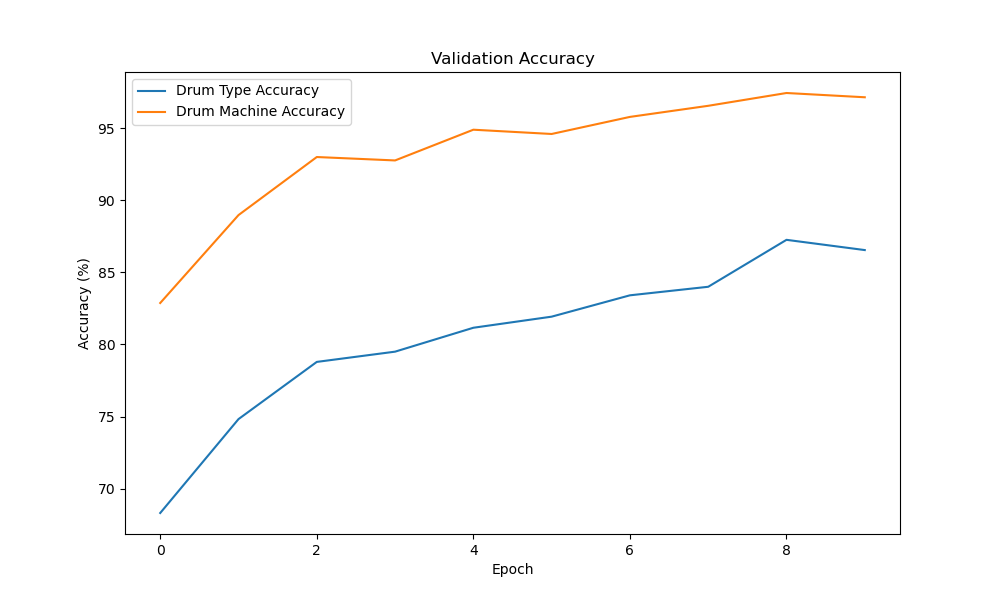 Validation Accuracy
Drum Type Accuracy
Drum Machine Accuracy
Accuracy (%)
95
90
85
80
75
70
0 2 4 6 8
Epoch